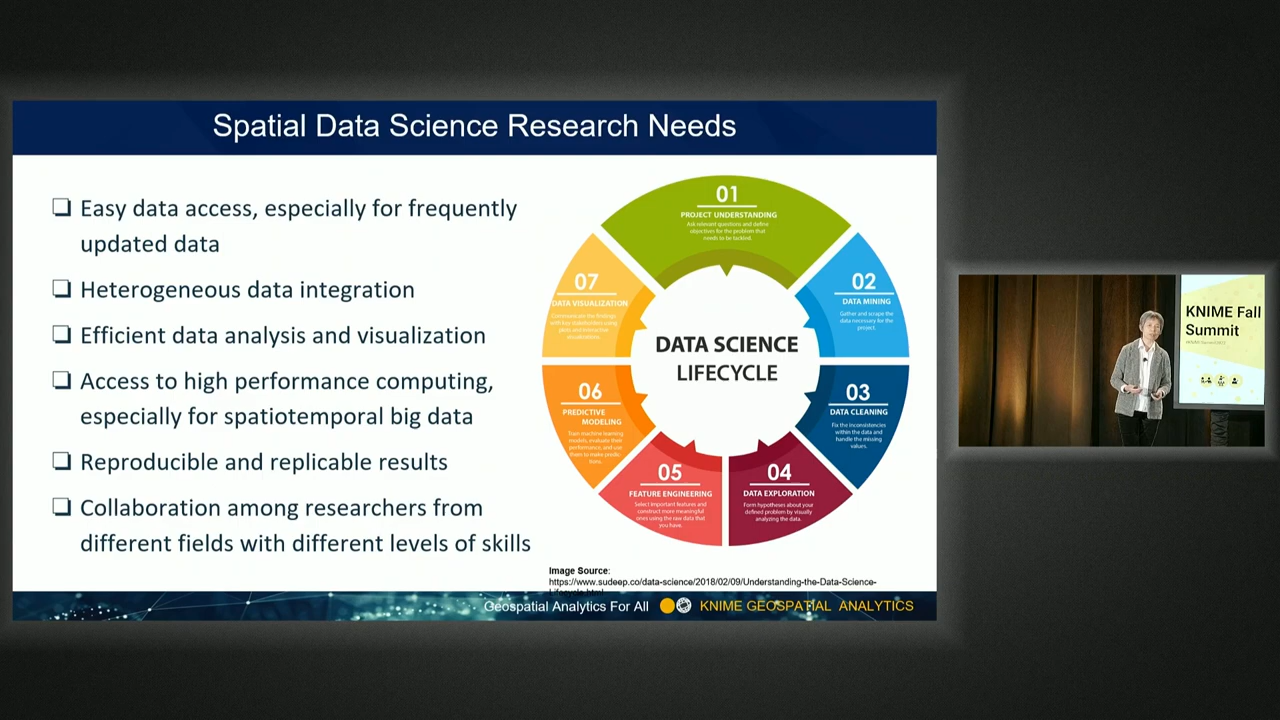 Spatial Data Science Research Needs
❏ Easy data access, especially for frequently
updated data
❏ Heterogeneous data integration
❏ Efficient data analysis and visualization
❏ Access to high performance computing,
especially for spatiotemporal big data
❏ Reproducible and replicable results
❏ Collaboration among researchers from
different fields with different levels of skills
DATA SCIENCE
LIFECYCLE
01
PROJECT UNDERSTANDING
Ask relevant questions and define
objectives for the problem that
needs to be tackled.
02
DATA MINING
Gather and scrape the
data necessary for the
project.
03
DATA CLEANING
Fix the inconsistencies
within the data and
handle the missing
values.
04
DATA EXPLORATION
Form hypotheses about your
defined problem by visually
analyzing the data.
05
FEATURE ENGINEERING
Select important features and
construct more meaningful
ones using the raw data that
you have.
06
PREDICTIVE
MODELING
Train machine learning
models, evaluate their
performance, and use
them to make predic-
tions.
07
DATA VISUALIZATION
Communicate the findings
with key stakeholders using
plots and interactive
visualizations.
Image Source:
https://www.sudeep.co/data-science/2018/02/09/Understanding-the-Data-Science-
Lifecycle.html
Geospatial Analytics For All
KNIME GEOSPATIAL ANALYTICS
KNIME Fall
Summit